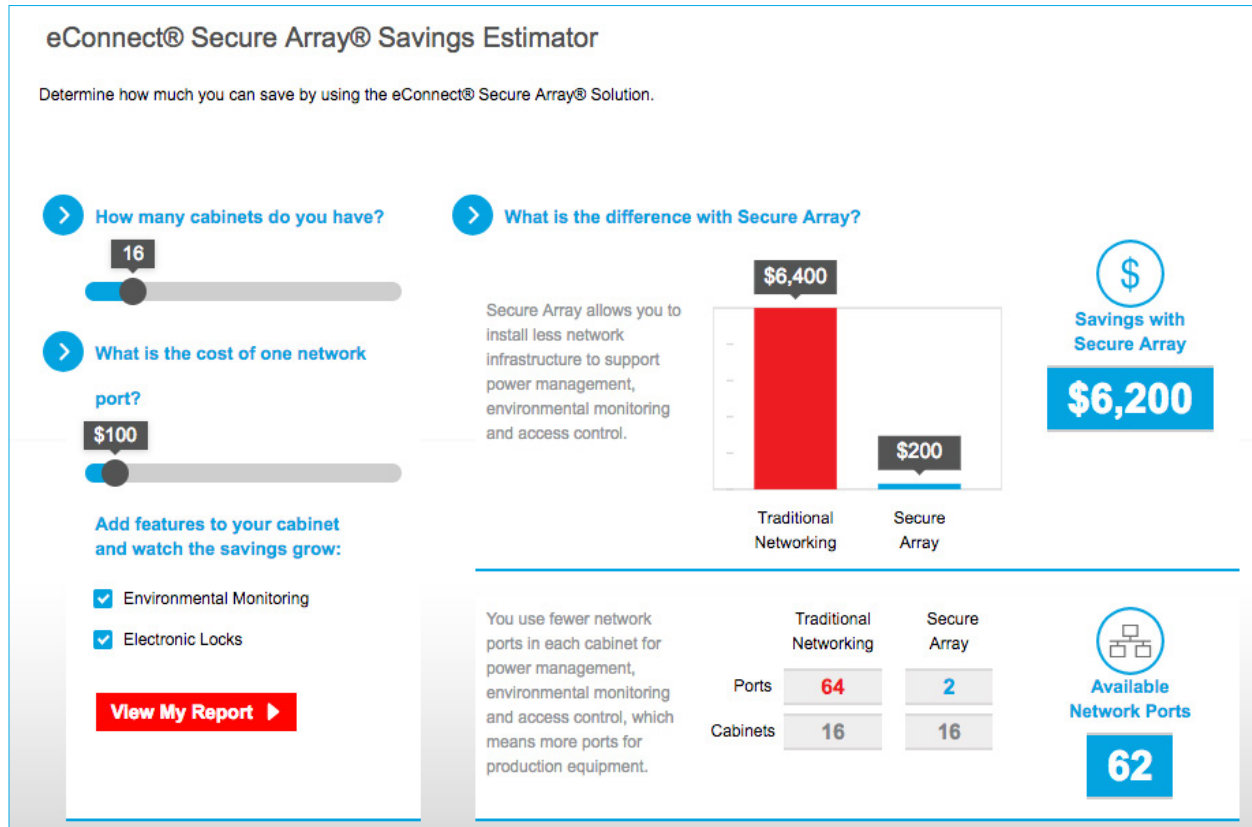 eConnect® Secure Array® Savings Estimator
Determine how much you can save by using the eConnect® Secure Array® Solution.
How many cabinets do you have?
16
What is the cost of one network
port?
$100
Add features to your cabinet
and watch the savings grow:
Environmental Monitoring
Electronic Locks
View My Report
What is the difference with Secure Array?
Secure Array allows you to
install less network
infrastructure to support
power management,
environmental monitoring
and access control.
$6,400
$200
Traditional
Networking
Secure
Array
Savings with
Secure Array
$6,200
You use fewer network
ports in each cabinet for
power management,
environmental monitoring
and access control, which
means more ports for
production equipment.
Traditional
Networking
Secure
Array
Ports 64 2
Cabinets 16 16
Available
Network Ports
62